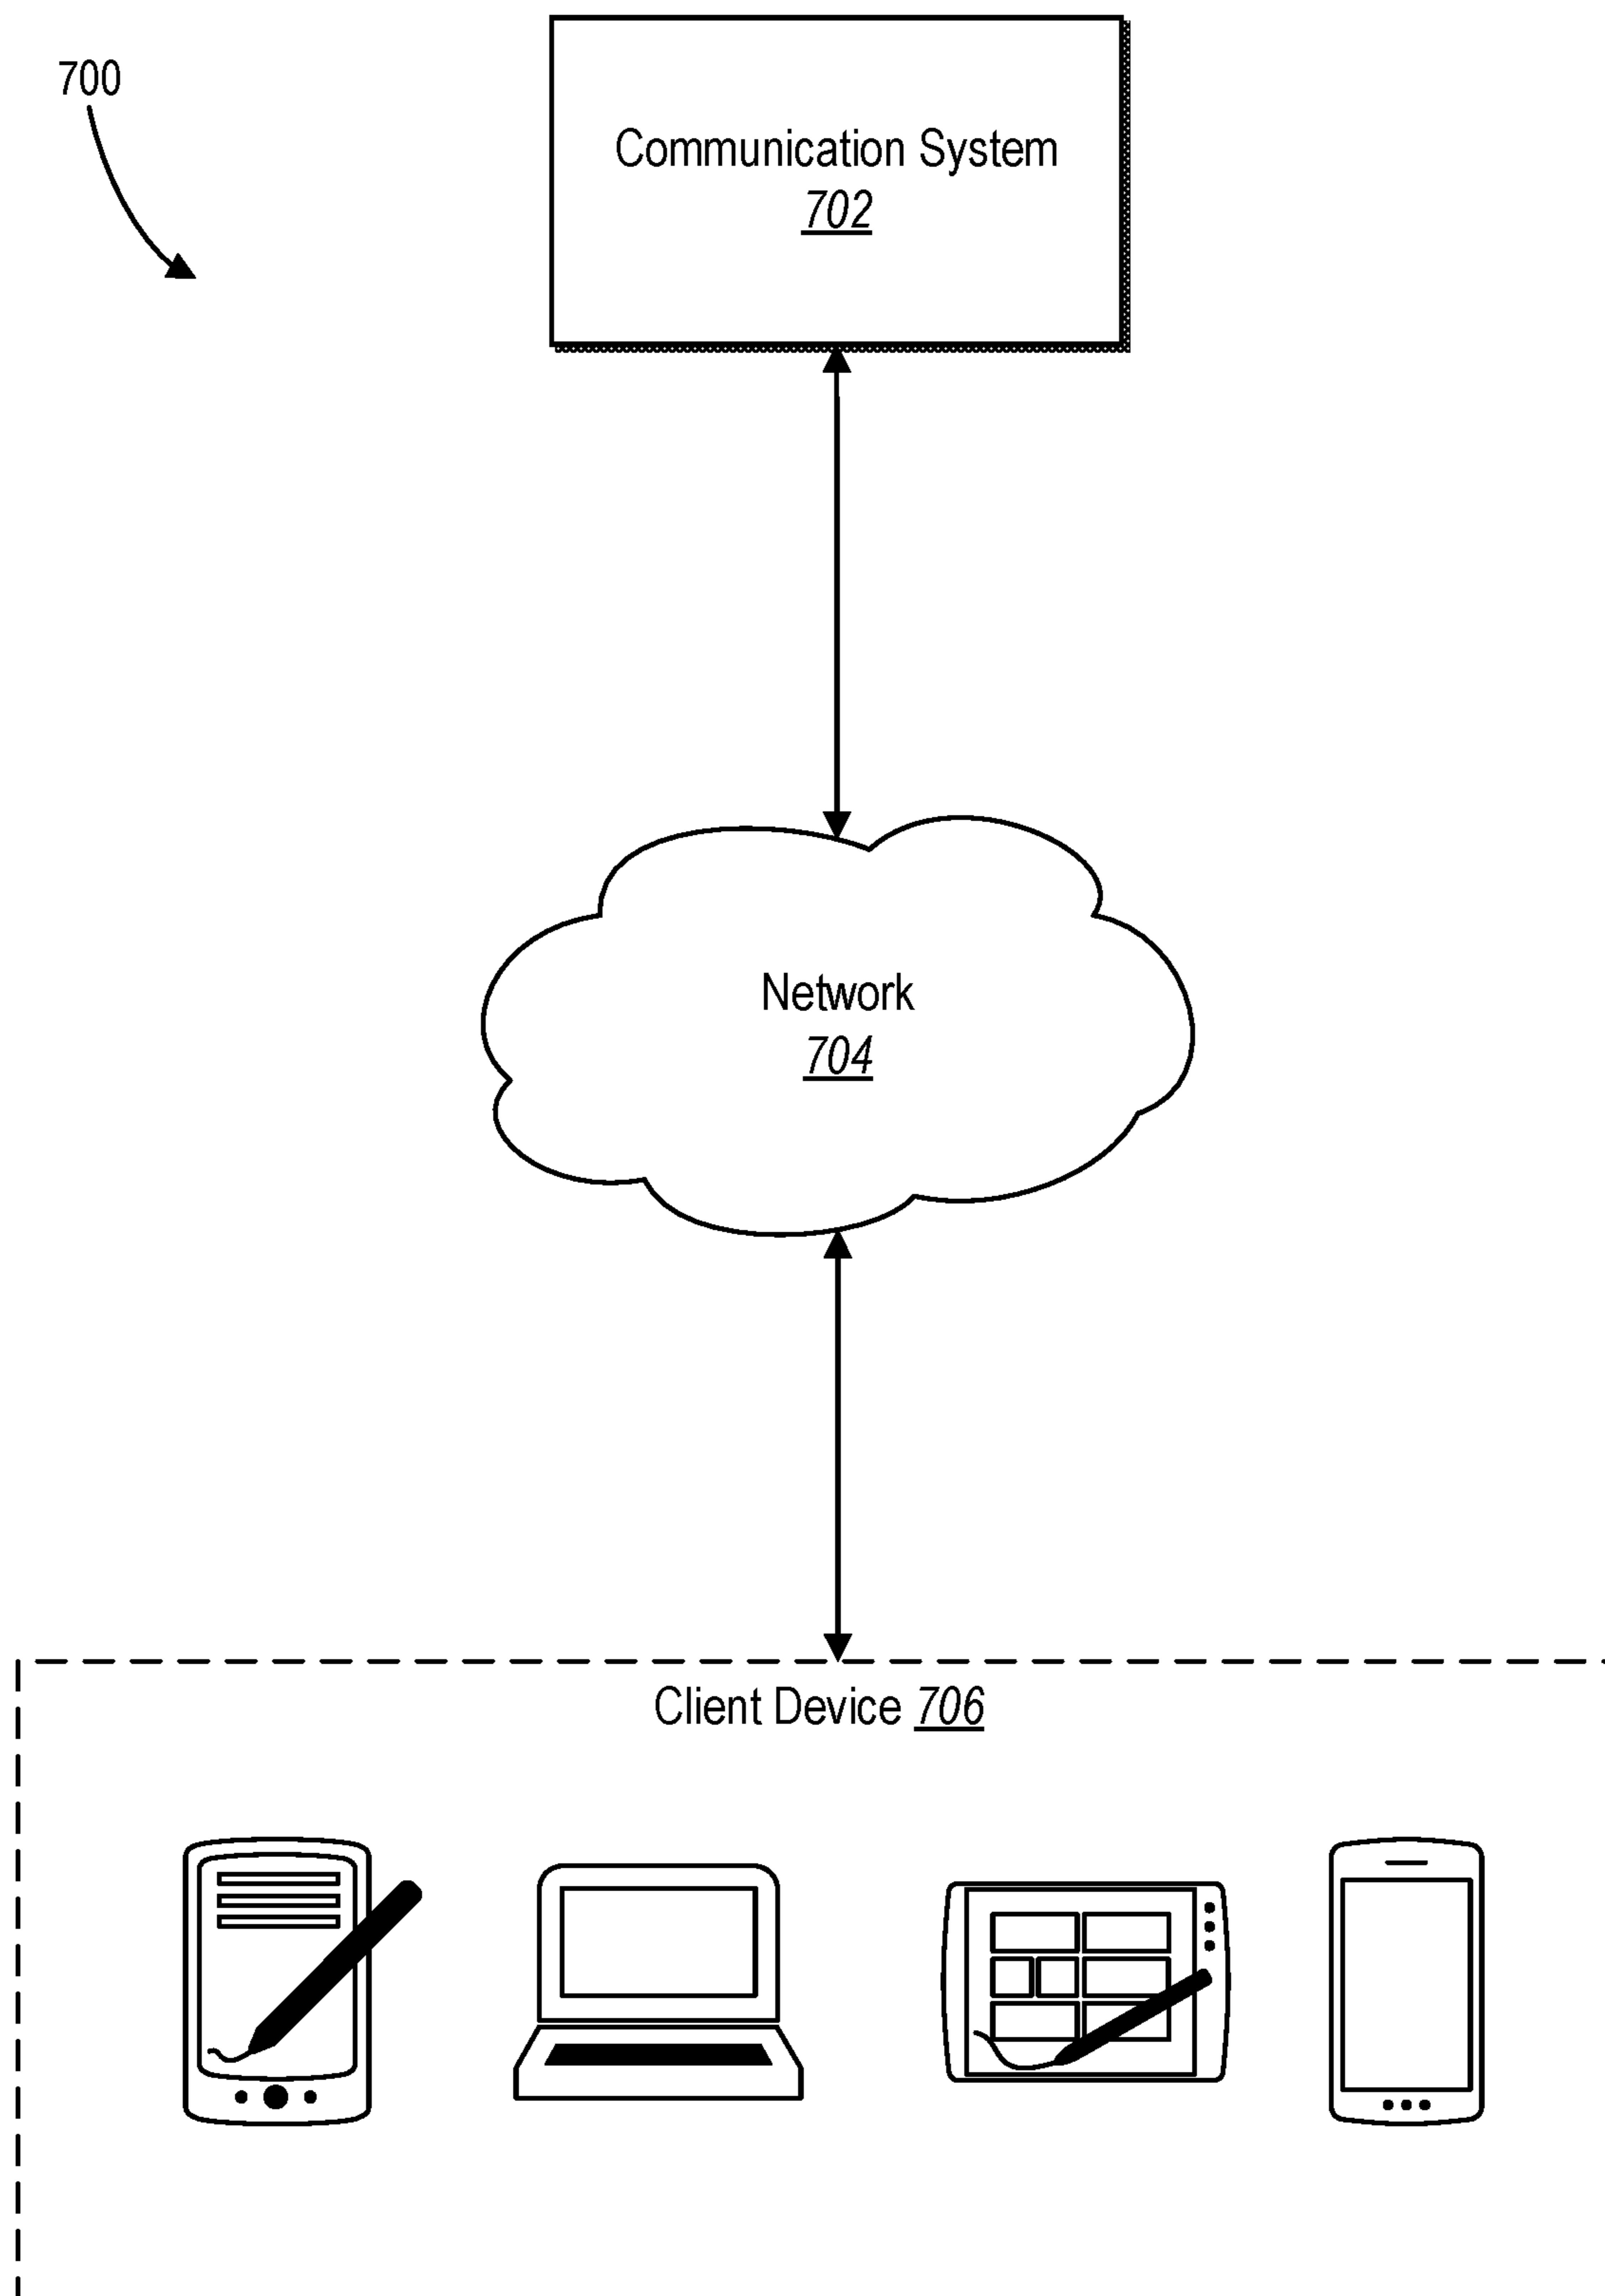 700
Communication System
702
Network
704
Client Device 706